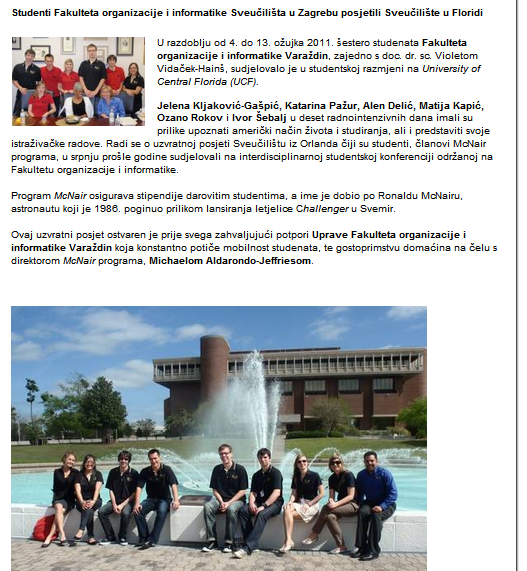 Studenti Fakulteta organizacije i informatike Sveučilišta u Zagrebu posjetili Sveučilište u Floridi
U razdoblju od 4. do 13. ožujka 2011. šestero studenata Fakulteta
organizacije i informatike Varaždin, zajedno s doc. dr. sc. Violetom
Vidaček-Hainš, sudjelovalo je u studentskoj razmjeni na University of
Central Florida (UCF).
Jelena Kljaković-Gašpić, Katarina Pažur, Alen Delić, Matija Kapić,
Ozano Rokov i Ivor Šebalj u deset radnointenzivnih dana imali su
prilike upoznati američki način života i studiranja, ali i predstaviti svoje
istraživačke radove. Radi se o uzvratnoj posjeti Sveučilištu iz Orlanda čiji su studenti, članovi McNair
programa, u srpnju prošle godine sudjelovali na interdisciplinarnoj studentskoj konferenciji održanoj na
Fakultetu organizacije i informatike.
Program McNair osigurava stipendije darovitim studentima, a ime je dobio po Ronaldu McNairu,
astronautu koji je 1986. poginuo prilikom lansiranja letjelice Challenger u Svemir.
Ovaj uzvratni posjet ostvaren je prije svega zahvaljujući potpori Uprave Fakulteta organizacije i
informatike Varaždin koja konstantno potiče mobilnost studenata, te gostoprimstvu domaćina na čelu s
direktorom McNair programa, Michaelom Aldarondo-Jeffriesom.